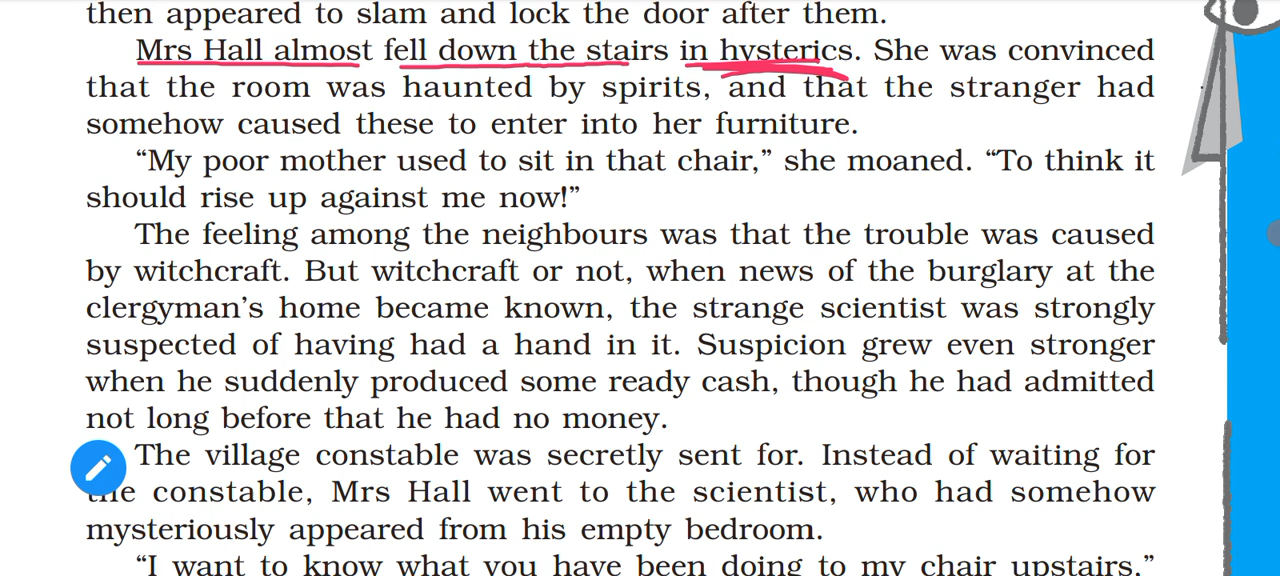 then appeared to slam and lock the door after them.
Mrs Hall almost fell down the stairs in hysterics. She was convinced
that the room was haunted by spirits, and that the stranger had
somehow caused these to enter into her furniture.
“My poor mother used to sit in that chair,” she moaned. “To think it
should rise up against me now!”
The feeling among the neighbours was that the trouble was caused
by witchcraft. But witchcraft or not, when news of the burglary at the
clergyman’s home became known, the strange scientist was strongly
suspected of having had a hand in it. Suspicion grew even stronger
when he suddenly produced some ready cash, though he had admitted
not long before that he had no money.
The village constable was secretly sent for. Instead of waiting for
the constable, Mrs Hall went to the scientist, who had somehow
mysteriously appeared from his empty bedroom.
“I want to know what you have been doing to my chair upstairs,”